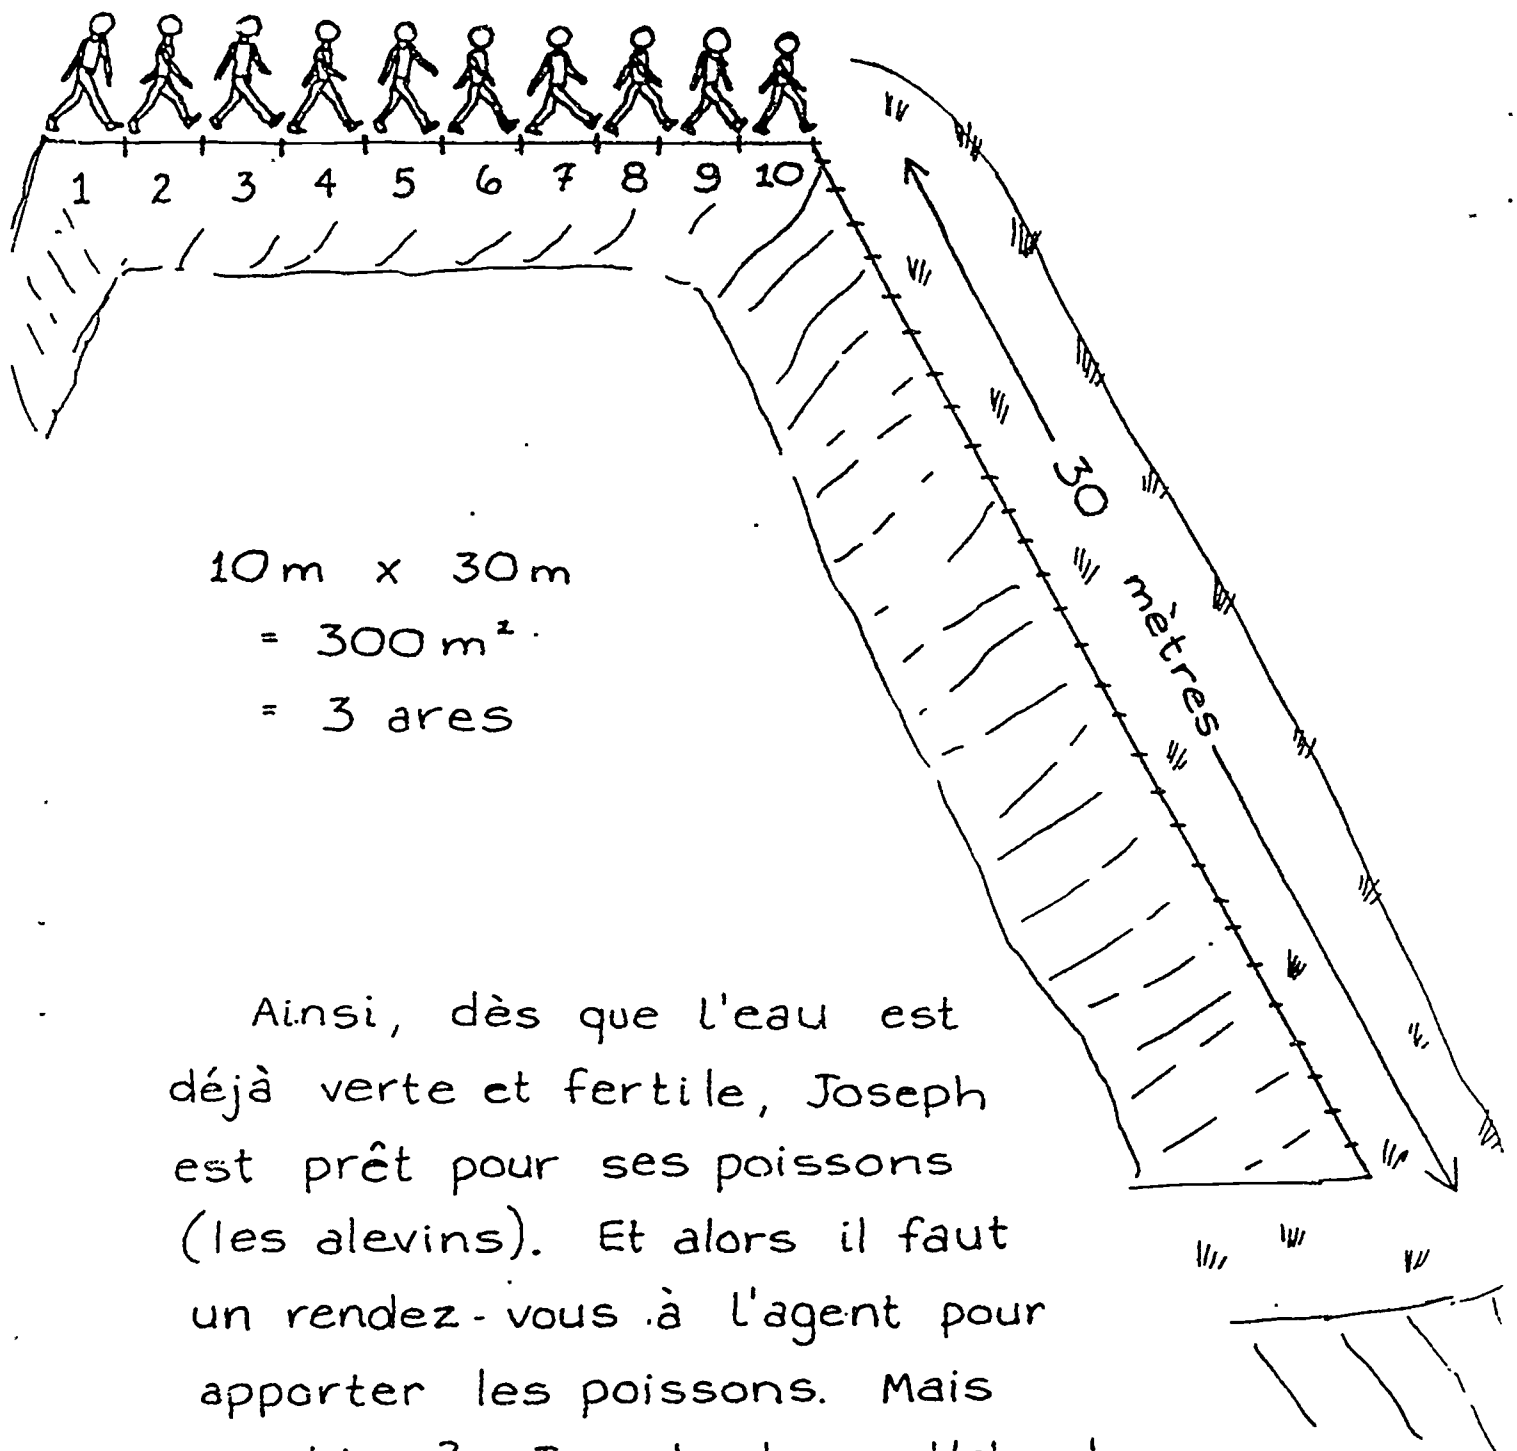 1 2 3 4 5 6 7 8 9 10
30 mètres
10 m x 30 m
= 300 m²
= 3 ares
Ainsi, dès que l'eau est
déjà verte et fertile, Joseph
est prêt pour ses poissons
(les alevins). Et alors il faut
un rendez-vous à l'agent pour
apporter les poissons. Mais